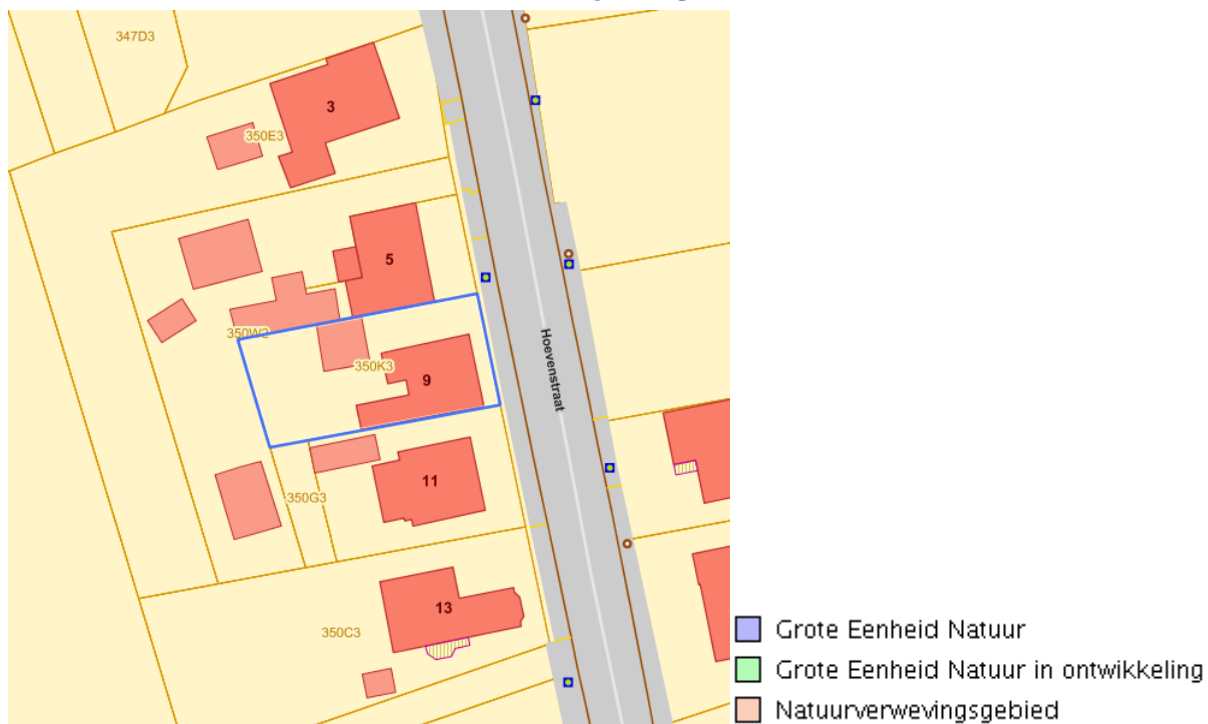 347D3
3
350E3
5
350W2
350K3
9
Hoevenstraat
11
350G3
13
350C3
Grote Eenheid Natuur
Grote Eenheid Natuur in ontwikkeling
Natuurverwevingsgebied